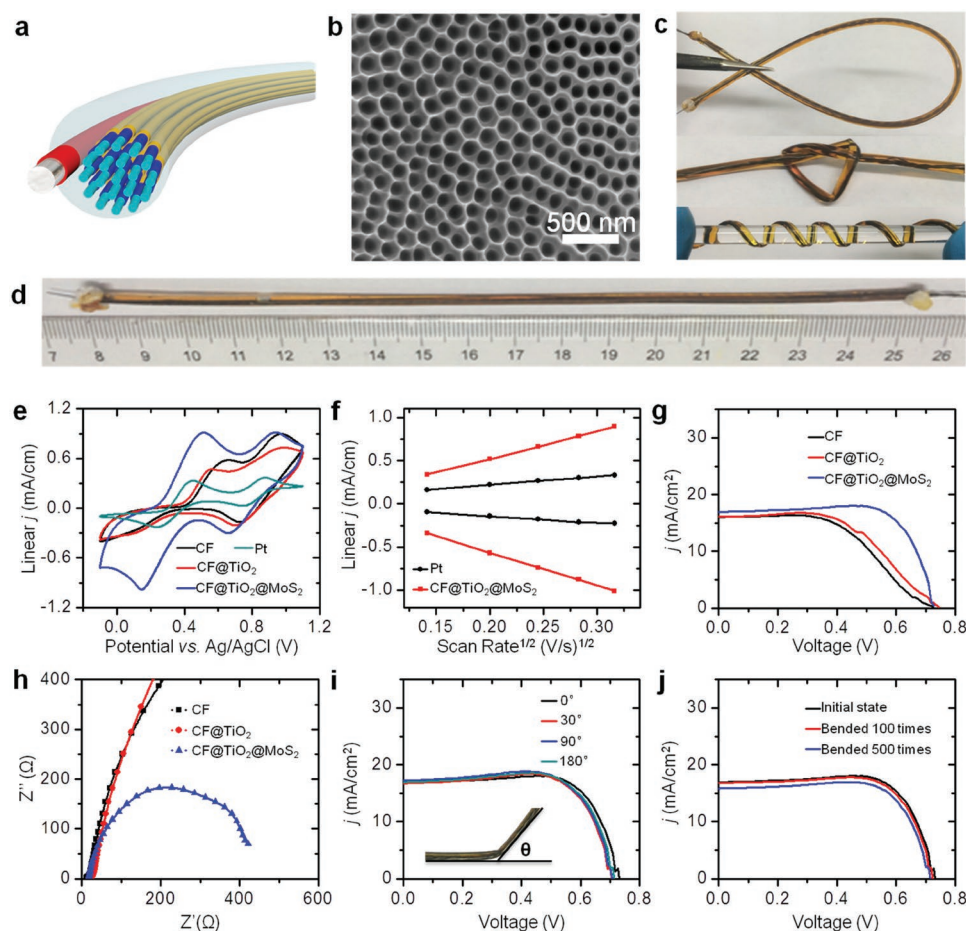 a
b
c
500 nm
d
7 8 9 10 11 12 13 14 15 16 17 18 19 20 21 22 23 24 25 26
e
Linear j (mA/cm)
1.2
0.6
0.0
-0.6
-1.2
CF
Pt
CF@TiO₂
CF@TiO₂@MoS₂
0.0 0.4 0.8 1.2
Potential vs. Ag/AgCl (V)
f
Linear j (mA/cm)
1.0
0.5
0.0
-0.5
-1.0
Pt
CF@TiO₂@MoS₂
0.15 0.20 0.25 0.30
Scan Rate¹ᐟ² (V/s)¹ᐟ²
g
j (mA/cm²)
30
20
10
0
CF
CF@TiO₂
CF@TiO₂@MoS₂
0.0 0.2 0.4 0.6 0.8
Voltage (V)
h
Z''(Ω)
400
300
200
100
0
CF
CF@TiO₂
CF@TiO₂@MoS₂
0 200 400 600
Z'(Ω)
i
j (mA/cm²)
30
20
10
0
0°
30°
90°
180°
θ
0.0 0.2 0.4 0.6 0.8
Voltage (V)
j
j (mA/cm²)
30
20
10
0
Initial state
Bended 100 times
Bended 500 times
0.0 0.2 0.4 0.6 0.8
Voltage (V)